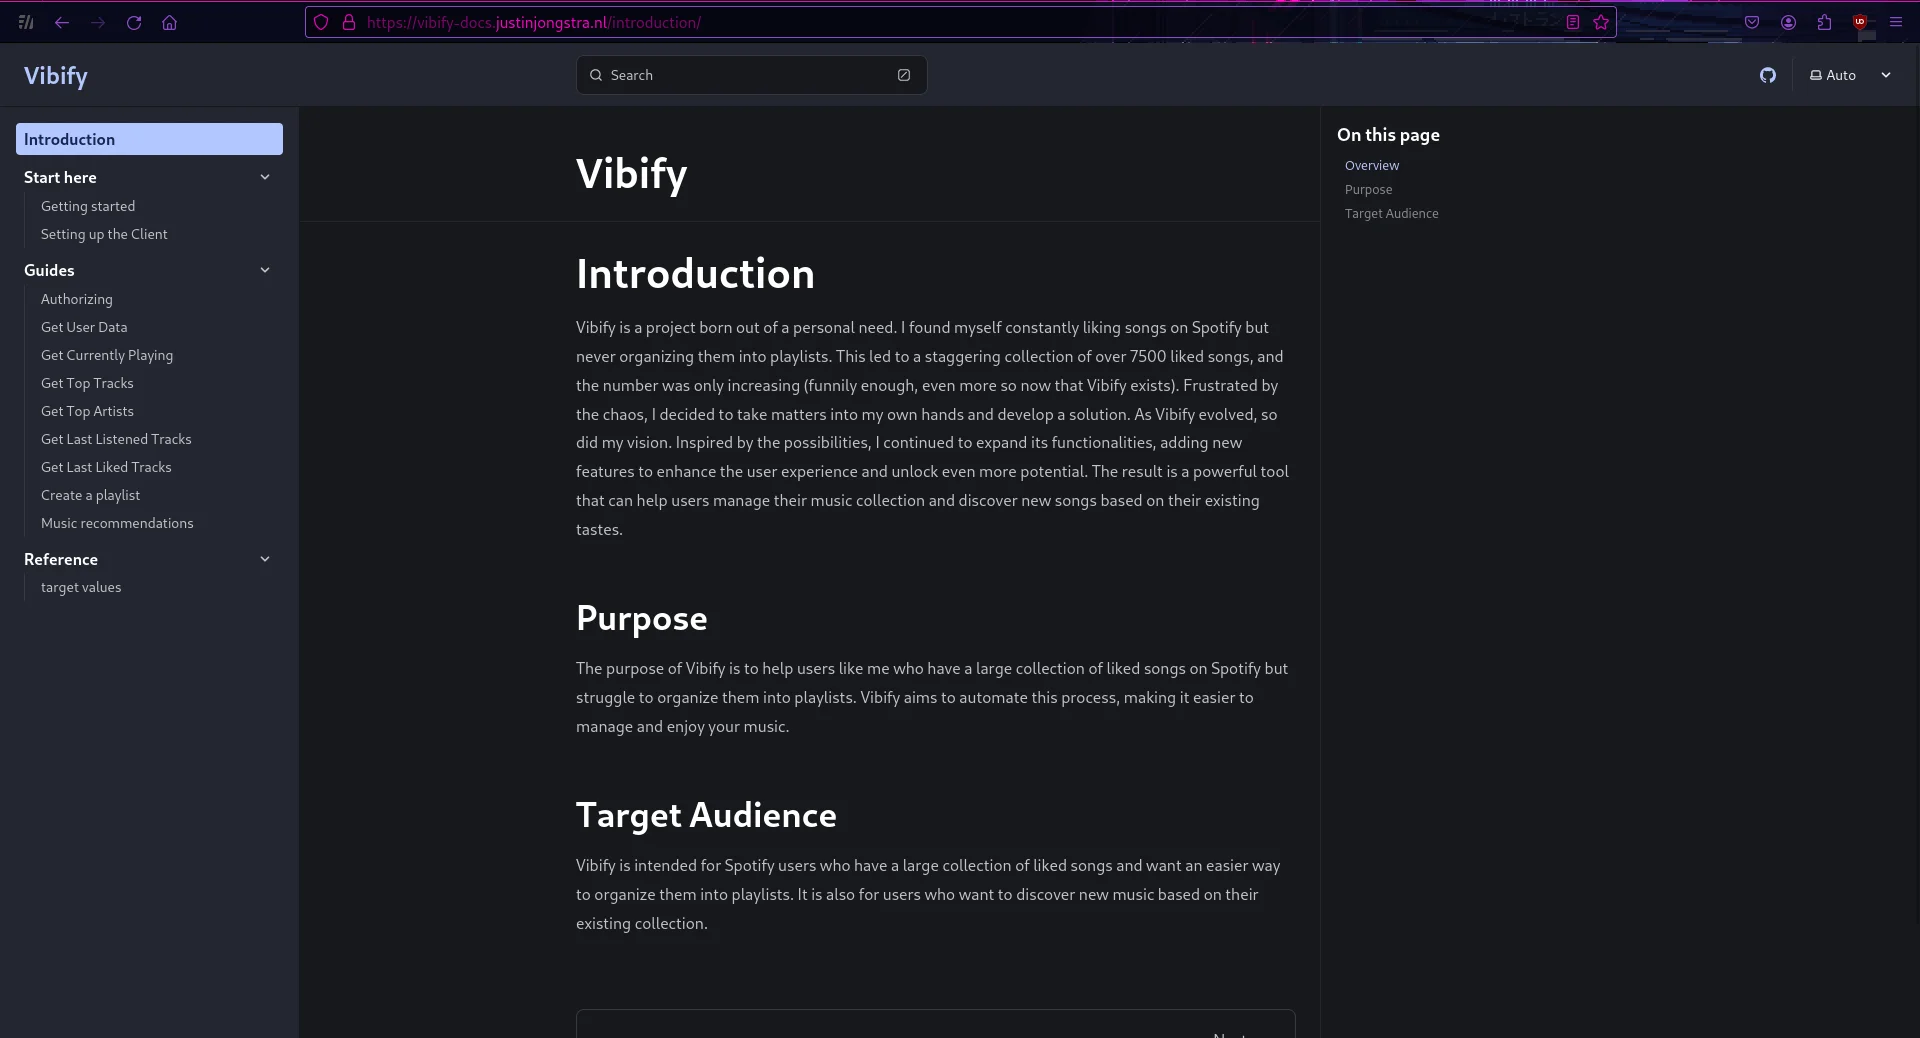 https://vibify-docs.justinjongstra.nl/introduction/
Vibify
Search
Auto
Introduction
Start here
Getting started
Setting up the Client
Guides
Authorizing
Get User Data
Get Currently Playing
Get Top Tracks
Get Top Artists
Get Last Listened Tracks
Get Last Liked Tracks
Create a playlist
Music recommendations
Reference
target values
Vibify
Introduction
Vibify is a project born out of a personal need. I found myself constantly liking songs on Spotify but
never organizing them into playlists. This led to a staggering collection of over 7500 liked songs, and
the number was only increasing (funnily enough, even more so now that Vibify exists). Frustrated by
the chaos, I decided to take matters into my own hands and develop a solution. As Vibify evolved, so
did my vision. Inspired by the possibilities, I continued to expand its functionalities, adding new
features to enhance the user experience and unlock even more potential. The result is a powerful tool
that can help users manage their music collection and discover new songs based on their existing
tastes.
Purpose
The purpose of Vibify is to help users like me who have a large collection of liked songs on Spotify but
struggle to organize them into playlists. Vibify aims to automate this process, making it easier to
manage and enjoy your music.
Target Audience
Vibify is intended for Spotify users who have a large collection of liked songs and want an easier way
to organize them into playlists. It is also for users who want to discover new music based on their
existing collection.
On this page
Overview
Purpose
Target Audience